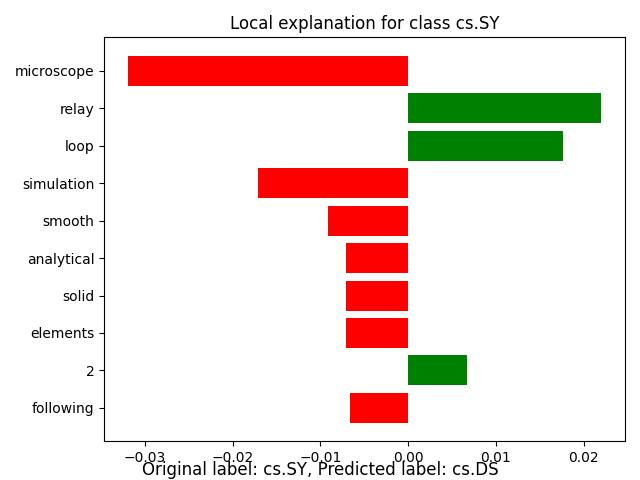 Local explanation for class cs.SY
microscope
relay
loop
simulation
smooth
analytical
solid
elements
2
following
−0.03 −0.02 −0.01 0.00 0.01 0.02
Original label: cs.SY, Predicted label: cs.DS